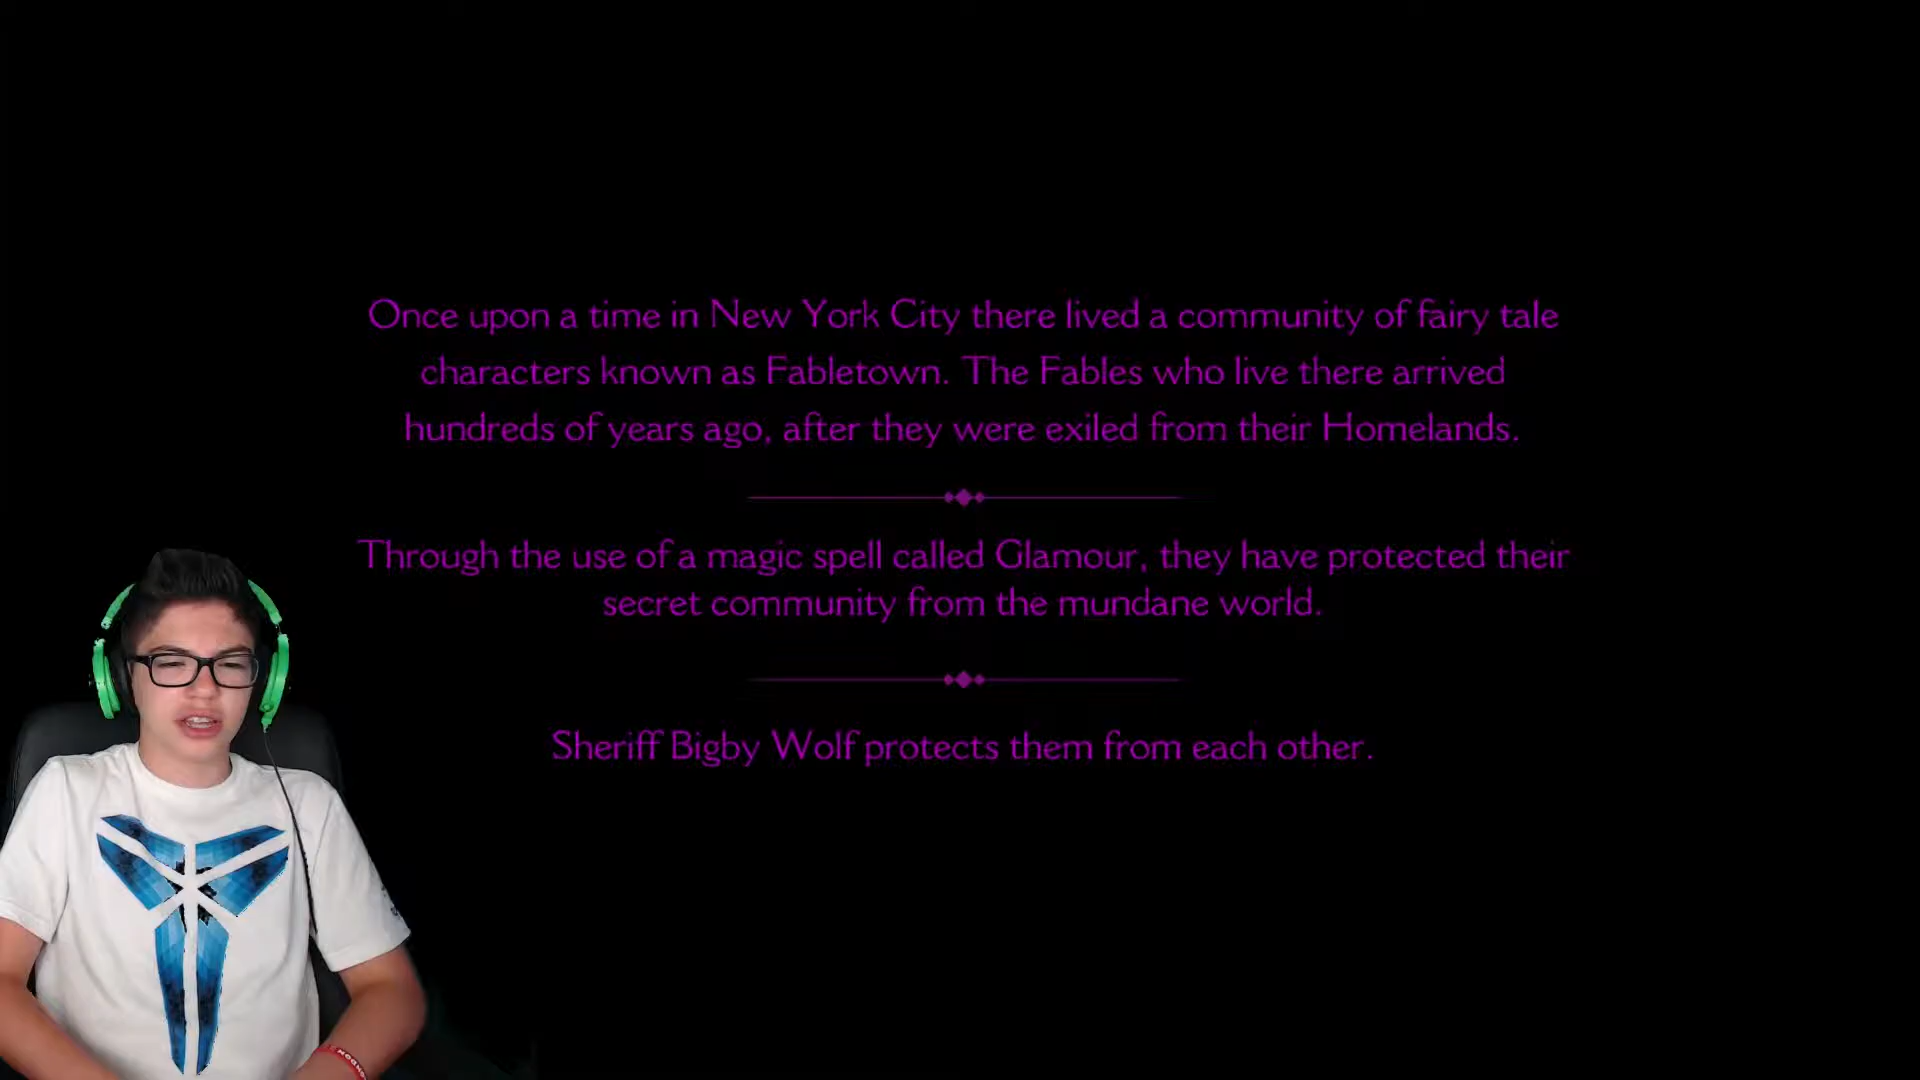 Once upon a time in New York City there lived a community of fairy tale
characters known as Fabletown. The Fables who live there arrived
hundreds of years ago, after they were exiled from their Homelands.
Through the use of a magic spell called Glamour, they have protected their
secret community from the mundane world.
Sheriff Bigby Wolf protects them from each other.